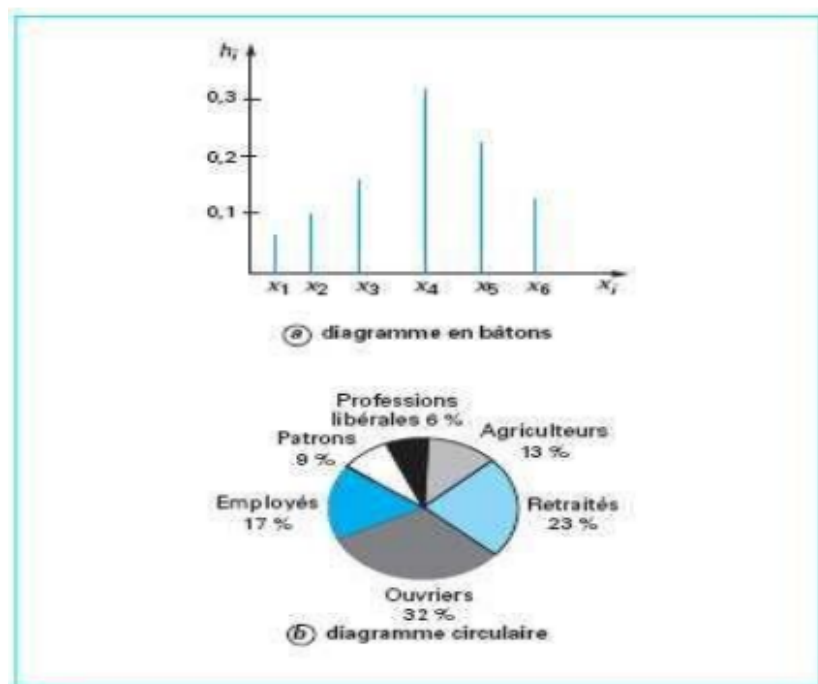 hᵢ
0,3
0,2
0,1
x₁ x₂ x₃ x₄ x₅ x₆ xᵢ
ⓐ diagramme en bâtons
Professions
libérales 6 %
Patrons
9 %
Agriculteurs
13 %
Employés
17 %
Retraités
23 %
Ouvriers
32 %
ⓑ diagramme circulaire